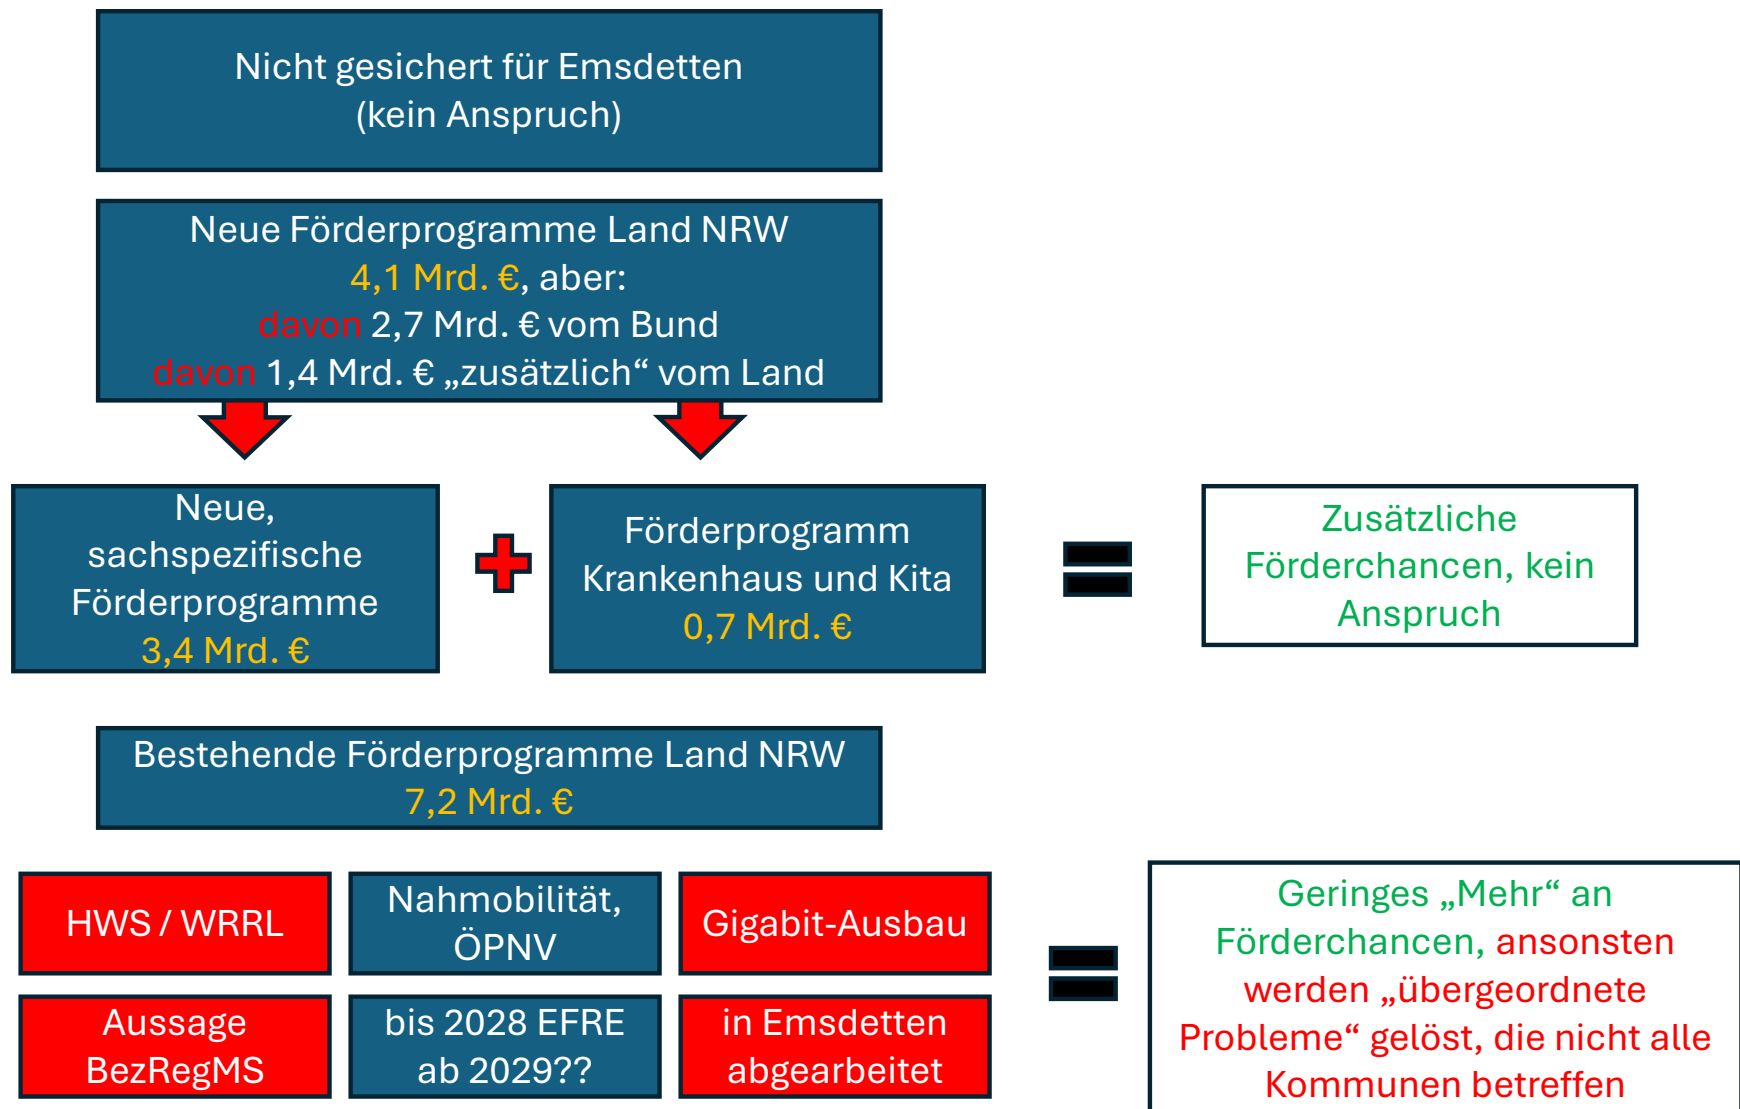 Nicht gesichert für Emsdetten
(kein Anspruch)
Neue Förderprogramme Land NRW
4,1 Mrd. €, aber:
davon 2,7 Mrd. € vom Bund
davon 1,4 Mrd. € „zusätzlich“ vom Land
Neue,
sachspezifische
Förderprogramme
3,4 Mrd. €
Förderprogramm
Krankenhaus und Kita
0,7 Mrd. €
Zusätzliche
Förderchancen, kein
Anspruch
Bestehende Förderprogramme Land NRW
7,2 Mrd. €
HWS / WRRL
Nahmobilität,
ÖPNV
Gigabit-Ausbau
Aussage
BezRegMS
bis 2028 EFRE
ab 2029??
in Emsdetten
abgearbeitet
Geringes „Mehr“ an
Förderchancen, ansonsten
werden „übergeordnete
Probleme“ gelöst, die nicht alle
Kommunen betreffen